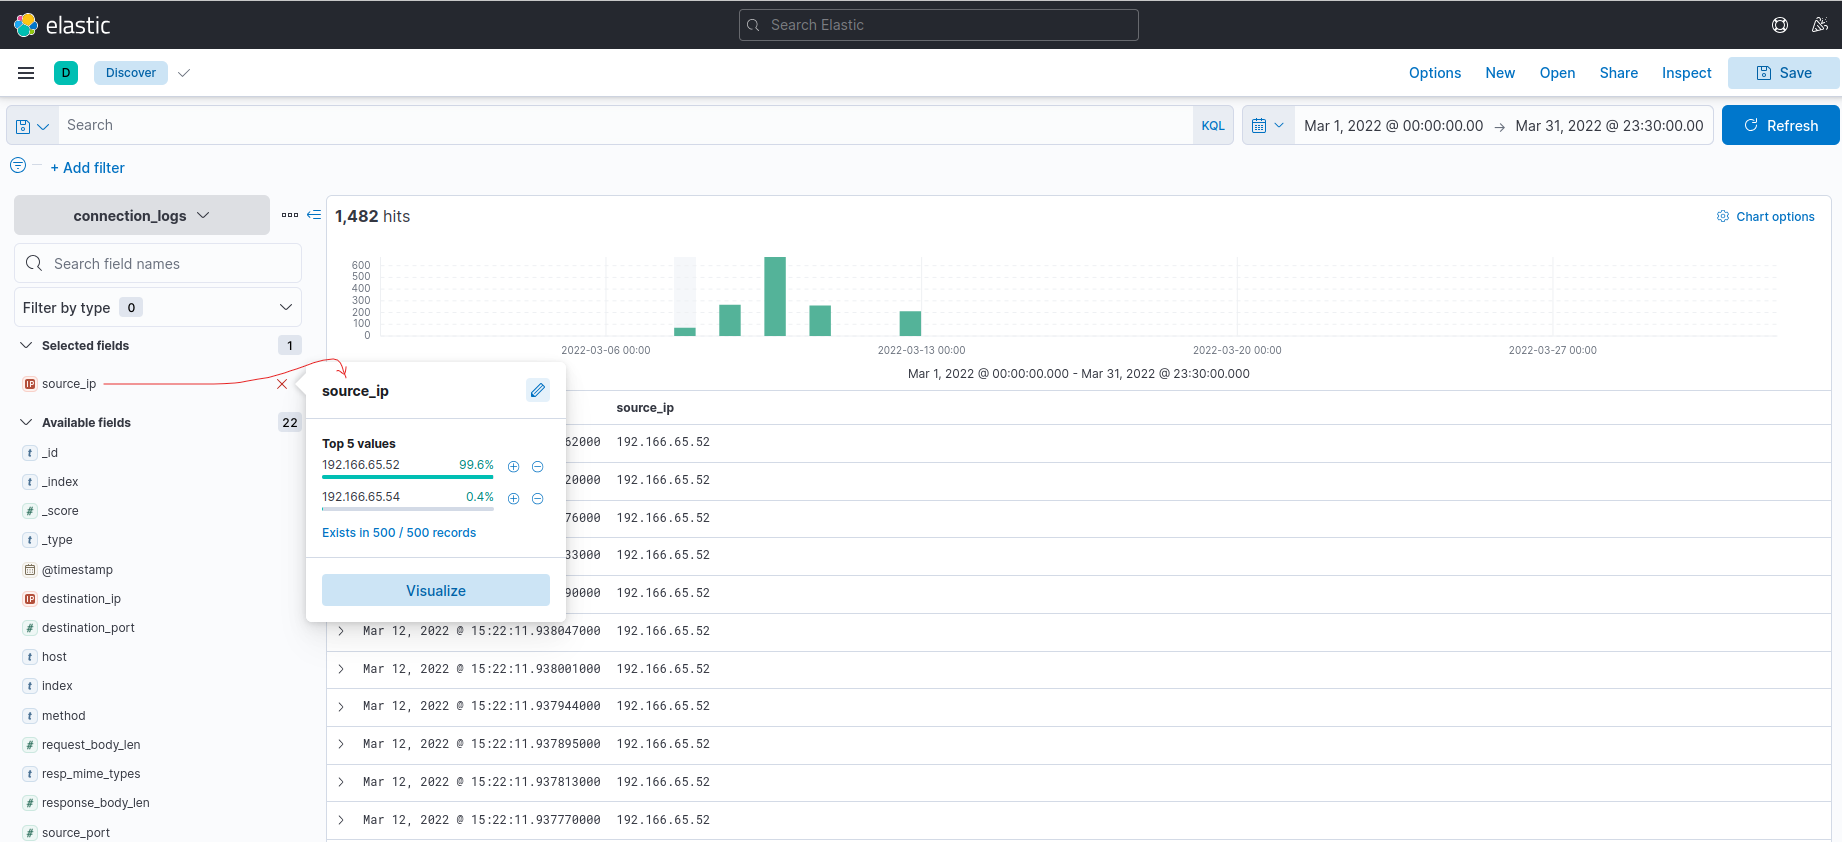 elastic
Search Elastic
D
Discover
Options
New
Open
Share
Inspect
Save
Search
KQL
Mar 1, 2022 @ 00:00:00.00 → Mar 31, 2022 @ 23:30:00.00
Refresh
+ Add filter
connection_logs
1,482 hits
Chart options
Search field names
Filter by type 0
Selected fields 1
IP source_ip
Available fields 22
t _id
t _index
# _score
t _type
@timestamp
IP destination_ip
# destination_port
t host
t index
t method
# request_body_len
t resp_mime_types
# response_body_len
# source_port
600
500
400
300
200
100
0
2022-03-06 00:00
2022-03-13 00:00
2022-03-20 00:00
2022-03-27 00:00
Mar 1, 2022 @ 00:00:00.000 - Mar 31, 2022 @ 23:30:00.000
source_ip
Top 5 values
192.166.65.52 99.6%
192.166.65.54 0.4%
Exists in 500 / 500 records
Visualize
source_ip
62000 192.166.65.52
20000 192.166.65.52
76000 192.166.65.52
33000 192.166.65.52
90000 192.166.65.52
Mar 12, 2022 @ 15:22:11.938047000 192.166.65.52
Mar 12, 2022 @ 15:22:11.938001000 192.166.65.52
Mar 12, 2022 @ 15:22:11.937944000 192.166.65.52
Mar 12, 2022 @ 15:22:11.937895000 192.166.65.52
Mar 12, 2022 @ 15:22:11.937813000 192.166.65.52
Mar 12, 2022 @ 15:22:11.937770000 192.166.65.52